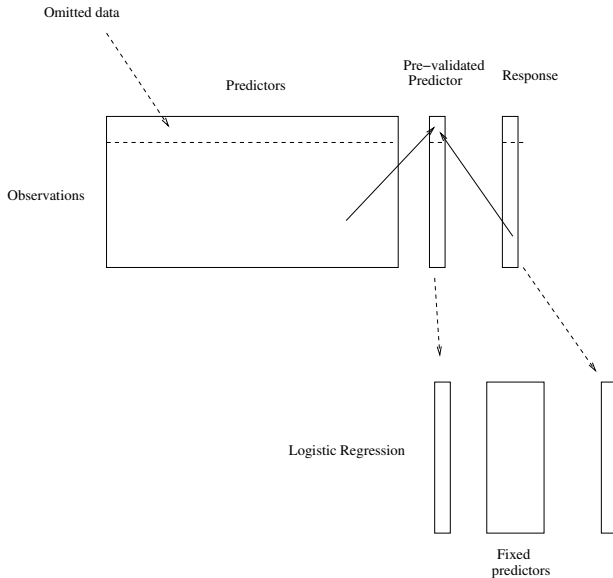 Omitted data
Pre-validated
Predictor
Response
Predictors
Observations
Logistic Regression
Fixed
predictors